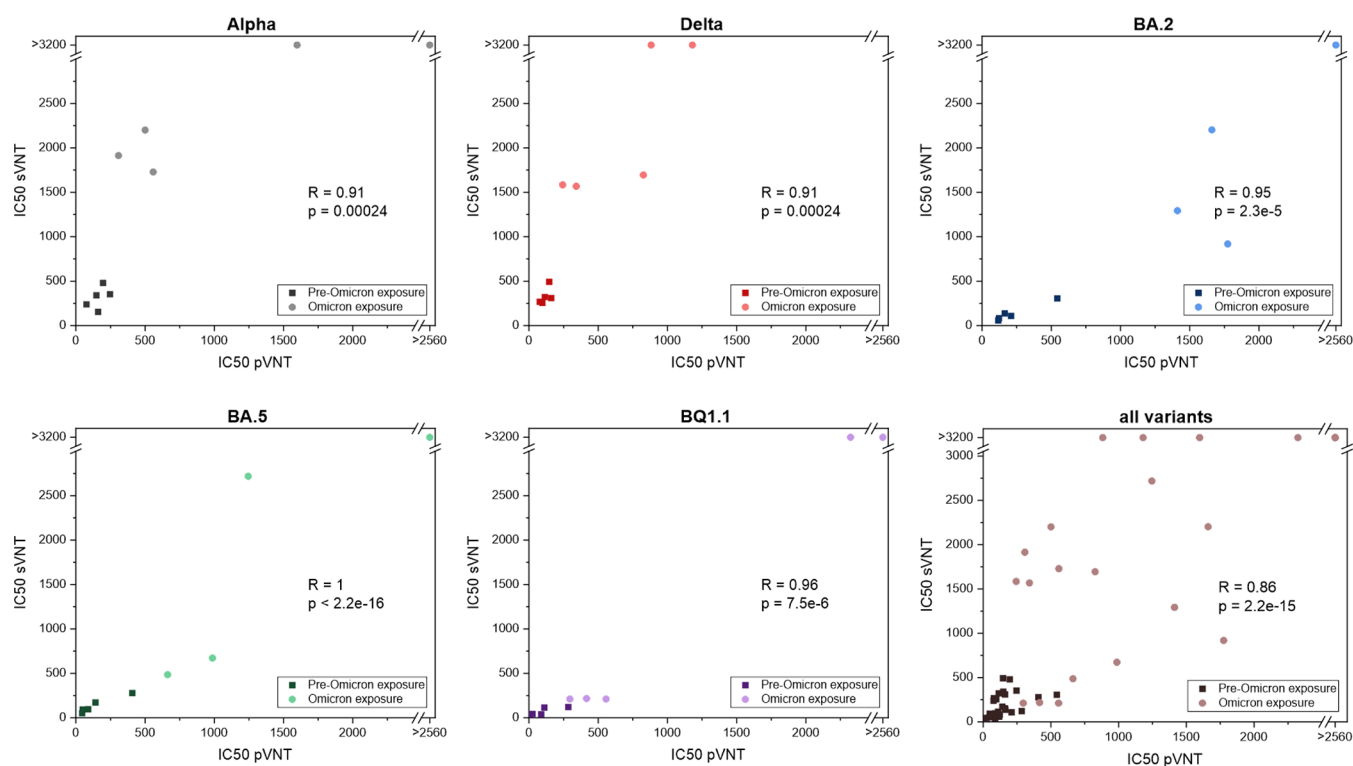 Alpha
>3200
2500
2000
1500
1000
500
0
IC50 sVNT
R = 0.91
p = 0.00024
Pre-Omicron exposure
Omicron exposure
0
500
1000
1500
2000
>2560
IC50 pVNT
Delta
>3200
2500
2000
1500
1000
500
0
IC50 sVNT
R = 0.91
p = 0.00024
Pre-Omicron exposure
Omicron exposure
0
500
1000
1500
2000
>2560
IC50 pVNT
BA.2
>3200
2500
2000
1500
1000
500
0
IC50 sVNT
R = 0.95
p = 2.3e-5
Pre-Omicron exposure
Omicron exposure
0
500
1000
1500
2000
>2560
IC50 pVNT
BA.5
>3200
2500
2000
1500
1000
500
0
IC50 sVNT
R = 1
p < 2.2e-16
Pre-Omicron exposure
Omicron exposure
0
500
1000
1500
2000
>2560
IC50 pVNT
BQ1.1
>3200
2500
2000
1500
1000
500
0
IC50 sVNT
R = 0.96
p = 7.5e-6
Pre-Omicron exposure
Omicron exposure
0
500
1000
1500
2000
>2560
IC50 pVNT
all variants
>3200
3000
2500
2000
1500
1000
500
0
IC50 sVNT
R = 0.86
p = 2.2e-15
Pre-Omicron exposure
Omicron exposure
0
500
1000
1500
2000
>2560
IC50 pVNT